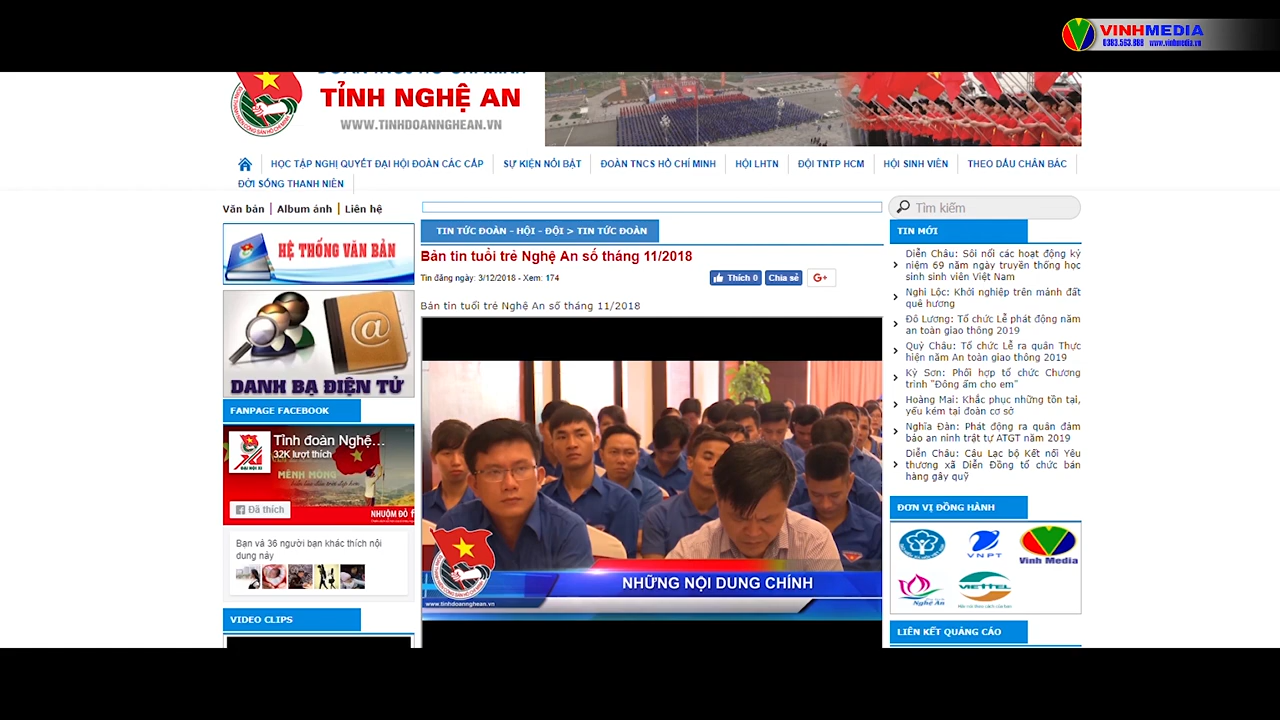 VINHMEDIA
0383.563.888 www.vinhmedia.vn
TỈNH NGHỆ AN
WWW.TINHDOANNGHEAN.VN
HỌC TẬP NGHỊ QUYẾT ĐẠI HỘI ĐOÀN CÁC CẤP
SỰ KIỆN NỔI BẬT
ĐOÀN TNCS HỒ CHÍ MINH
HỘI LHTN
ĐỘI TNTP HCM
HỘI SINH VIÊN
THEO DẤU CHÂN BÁC
ĐỜI SỐNG THANH NIÊN
Văn bản | Album ảnh | Liên hệ
HỆ THỐNG VĂN BẢN
DANH BẠ ĐIỆN TỬ
FANPAGE FACEBOOK
Tỉnh đoàn Nghệ...
32K lượt thích
MÊNH MÔNG
Đã thích
NHUỘM ĐỎ
Bạn và 36 người bạn khác thích nội
dung này
VIDEO CLIPS
TIN TỨC ĐOÀN - HỘI - ĐỘI > TIN TỨC ĐOÀN
Bản tin tuổi trẻ Nghệ An số tháng 11/2018
Tin đăng ngày: 3/12/2018 - Xem: 174
Thích 0
Chia sẻ
G+
Bản tin tuổi trẻ Nghệ An số tháng 11/2018
NHỮNG NỘI DUNG CHÍNH
www.tinhdoannghean.vn
Tìm kiếm
TIN MỚI
Diễn Châu: Sôi nổi các hoạt động kỷ
niệm 69 năm ngày truyền thống học
sinh sinh viên Việt Nam
Nghi Lộc: Khởi nghiệp trên mảnh đất
quê hương
Đô Lương: Tổ chức Lễ phát động năm
an toàn giao thông 2019
Quỳ Châu: Tổ chức Lễ ra quân Thực
hiện năm An toàn giao thông 2019
Kỳ Sơn: Phối hợp tổ chức Chương
trình "Đông ấm cho em"
Hoàng Mai: Khắc phục những tồn tại,
yếu kém tại đoàn cơ sở
Nghĩa Đàn: Phát động ra quân đảm
bảo an ninh trật tự ATGT năm 2019
Diễn Châu: Câu Lạc bộ Kết nối Yêu
thương xã Diễn Đồng tổ chức bán
hàng gây quỹ
ĐƠN VỊ ĐỒNG HÀNH
VNPT
Vinh Media
Nghệ An
VIETTEL
LIÊN KẾT QUẢNG CÁO